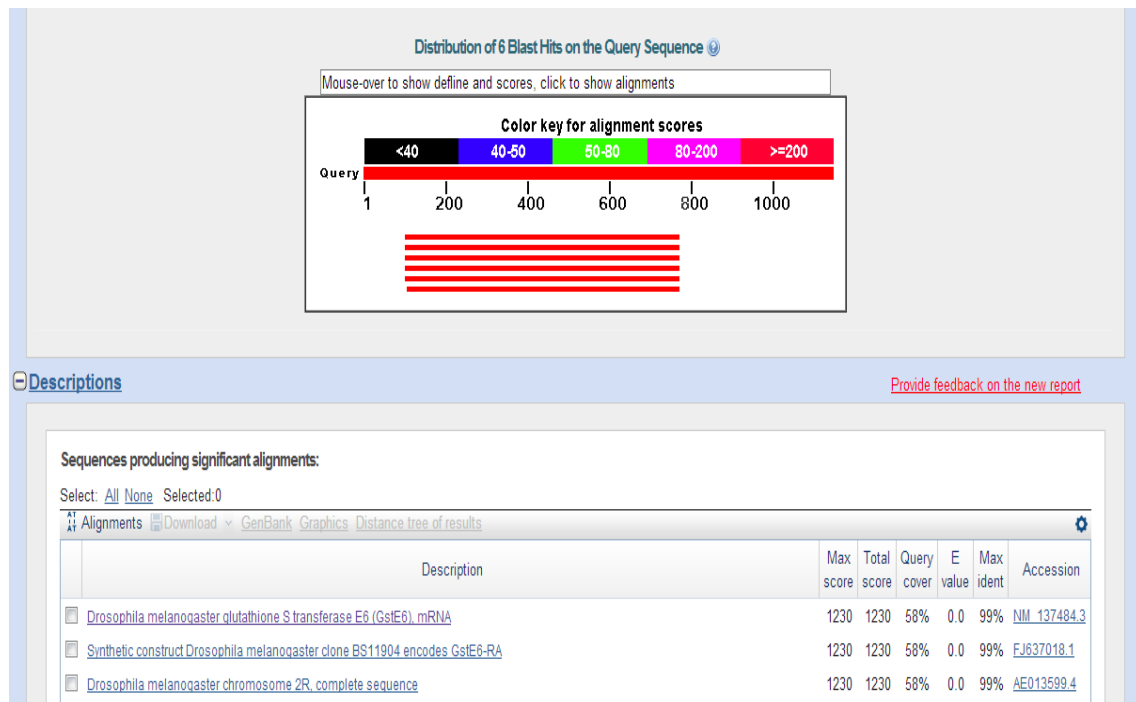 Distribution of 6 Blast Hits on the Query Sequence
Mouse-over to show defline and scores, click to show alignments
Color key for alignment scores
<40 40-50 50-80 80-200 >=200
Query
1 200 400 600 800 1000
Descriptions
Provide feedback on the new report
Sequences producing significant alignments:
Select: All None Selected:0
Alignments Download GenBank Graphics Distance tree of results
Description Max score Total score Query cover E value Max ident Accession
Drosophila melanogaster glutathione S transferase E6 (GstE6), mRNA 1230 1230 58% 0.0 99% NM_137484.3
Synthetic construct Drosophila melanogaster clone BS11904 encodes GstE6-RA 1230 1230 58% 0.0 99% FJ637018.1
Drosophila melanogaster chromosome 2R, complete sequence 1230 1230 58% 0.0 99% AE013599.4